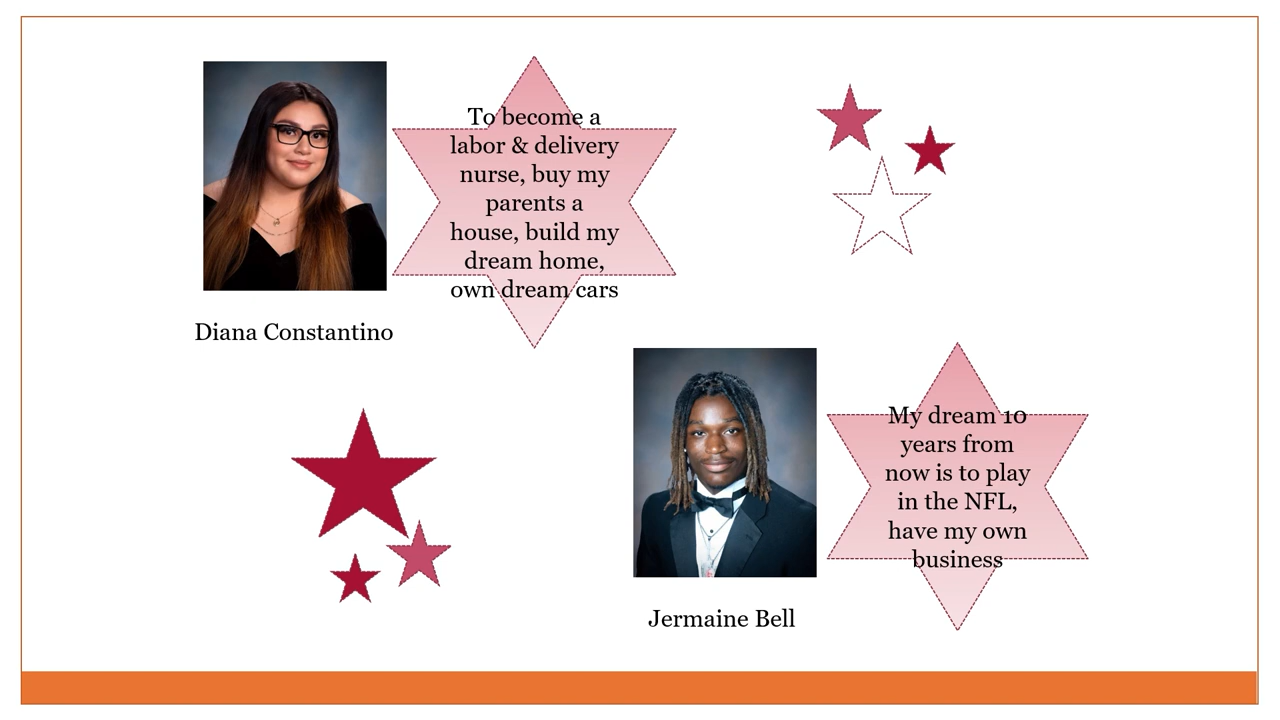 To become a
labor & delivery
nurse, buy my
parents a
house, build my
dream home,
own dream cars
Diana Constantino
My dream 10
years from
now is to play
in the NFL,
have my own
business
Jermaine Bell